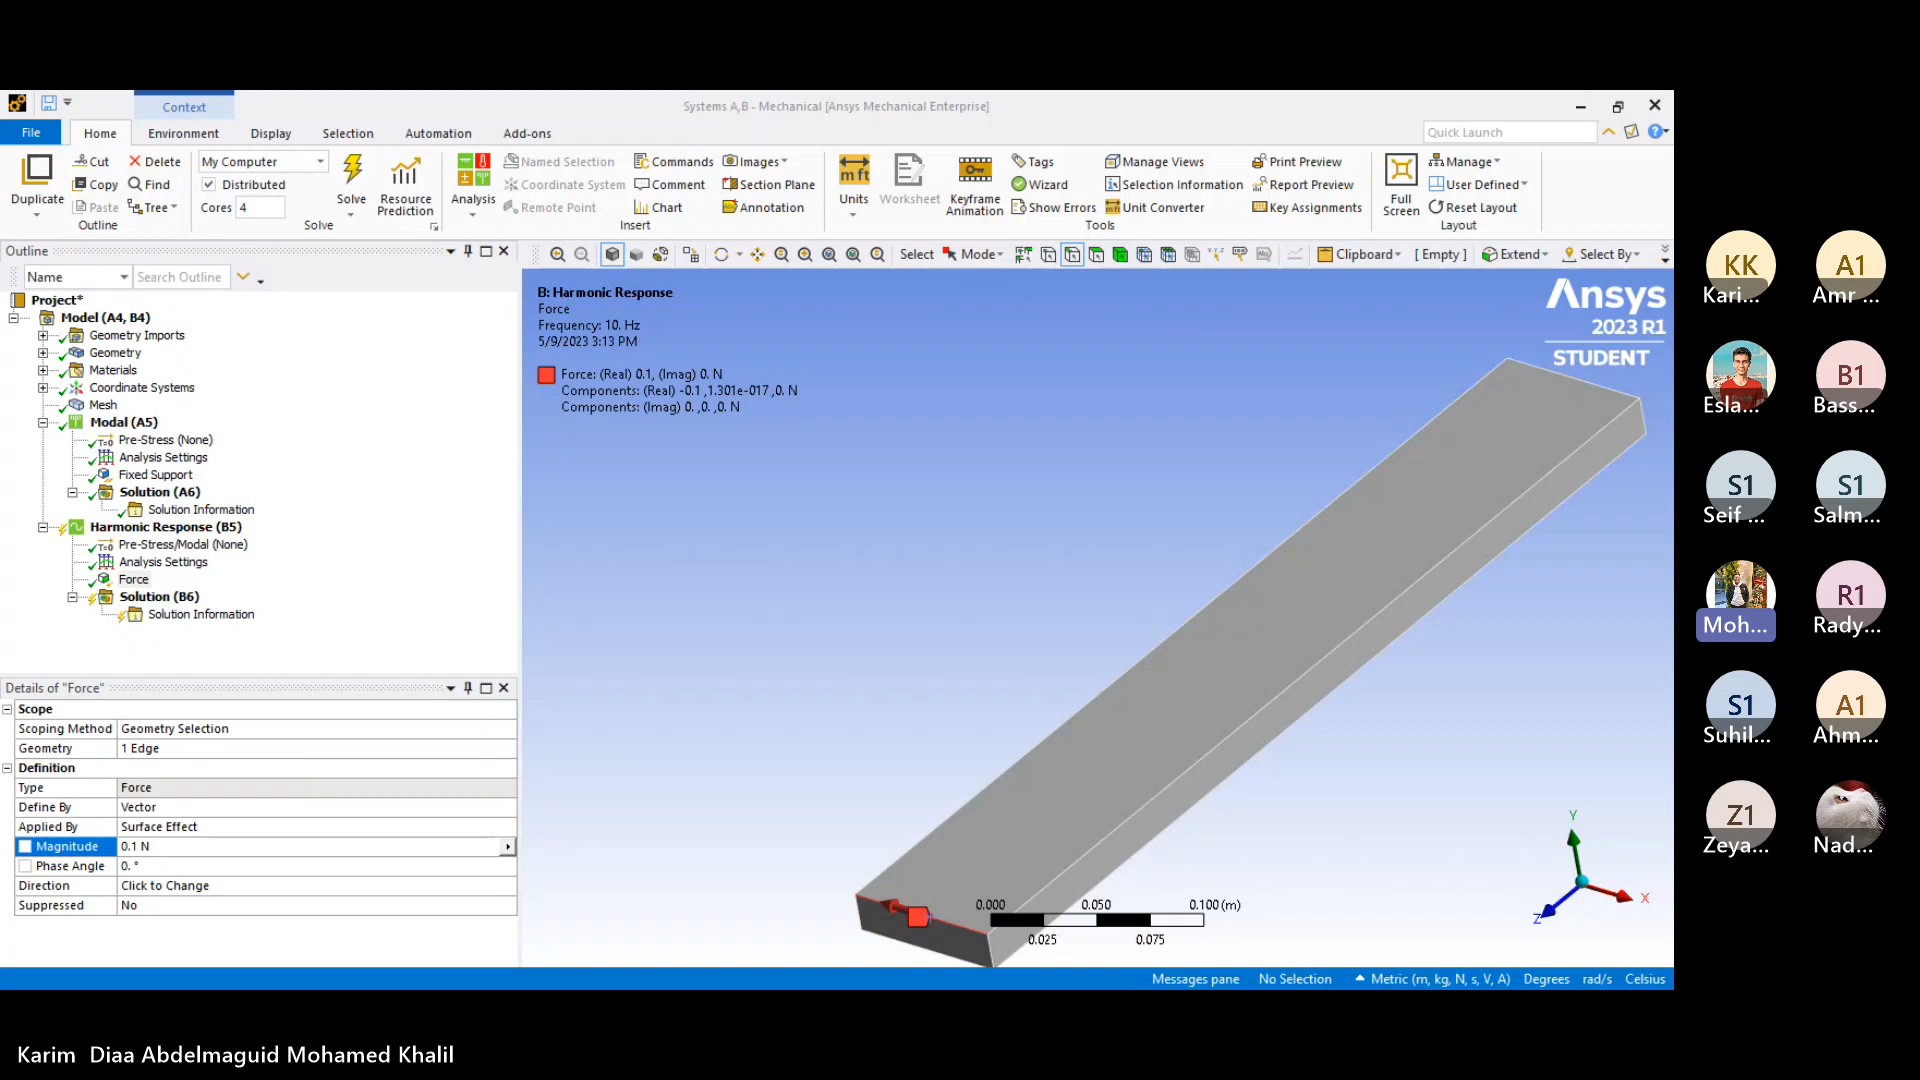 Context
Systems A,B - Mechanical [Ansys Mechanical Enterprise]
File Home Environment Display Selection Automation Add-ons
Quick Launch
Duplicate
Cut
Copy
Paste
Delete
Find
Tree
Outline
My Computer
Distributed
Cores 4
Solve
Resource Prediction
Solve
Analysis
Named Selection
Coordinate System
Remote Point
Commands
Comment
Chart
Images
Section Plane
Annotation
Insert
Units
Worksheet
Keyframe Animation
Tags
Wizard
Show Errors
Manage Views
Selection Information
Unit Converter
Print Preview
Report Preview
Key Assignments
Tools
Full Screen
Manage
User Defined
Reset Layout
Layout
Outline
Name Search Outline
Select Mode Clipboard [ Empty ] Extend Select By
Project*
Model (A4, B4)
Geometry Imports
Geometry
Materials
Coordinate Systems
Mesh
Modal (A5)
T=0 Pre-Stress (None)
Analysis Settings
Fixed Support
Solution (A6)
Solution Information
Harmonic Response (B5)
T=0 Pre-Stress/Modal (None)
Analysis Settings
Force
Solution (B6)
Solution Information
Details of "Force"
Scope
Scoping Method Geometry Selection
Geometry 1 Edge
Definition
Type Force
Define By Vector
Applied By Surface Effect
Magnitude 0.1 N
Phase Angle 0. °
Direction Click to Change
Suppressed No
B: Harmonic Response
Force
Frequency: 10. Hz
5/9/2023 3:13 PM
Force: (Real) 0.1, (Imag) 0. N
Components: (Real) -0.1 ,1.301e-017 ,0. N
Components: (Imag) 0. ,0. ,0. N
Ansys
2023 R1
STUDENT
0.000 0.050 0.100 (m)
0.025 0.075
Y
X
Z
Messages pane No Selection Metric (m, kg, N, s, V, A) Degrees rad/s Celsius
KK
Kari...
A1
Amr ...
Esla...
B1
Bass...
S1
Seif ...
S1
Salm...
Moh...
R1
Rady...
S1
Suhil...
A1
Ahm...
Z1
Zeya...
Nad...
Karim Diaa Abdelmaguid Mohamed Khalil